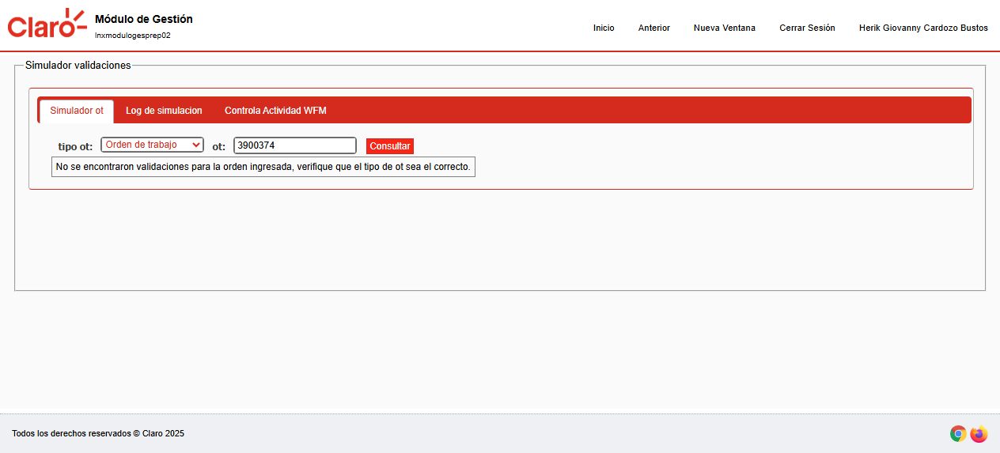 Claro
Módulo de Gestión
lnxmodulogesprep02
Inicio Anterior Nueva Ventana Cerrar Sesión Herik Giovanny Cardozo Bustos
Simulador validaciones
Simulador ot Log de simulacion Controla Actividad WFM
tipo ot: Orden de trabajo ot: 3900374 Consultar
No se encontraron validaciones para la orden ingresada, verifique que el tipo de ot sea el correcto.
Todos los derechos reservados © Claro 2025